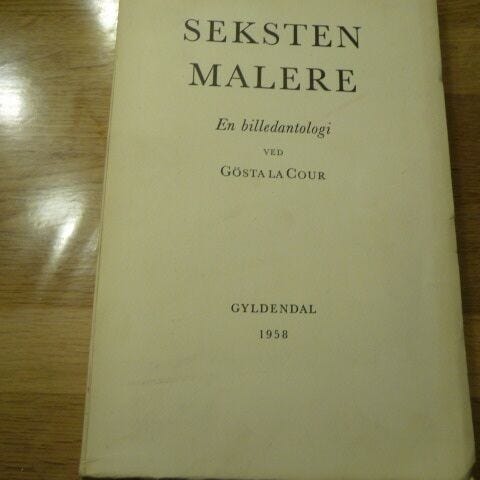 SEKSTEN
MALERE
En billedantologi
VED
GÖSTA LA COUR
GYLDENDAL
1958